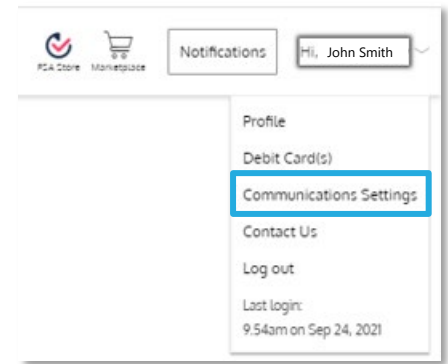 FSA Store
Marketplace
Notifications
Hi, John Smith
Profile
Debit Card(s)
Communications Settings
Contact Us
Log out
Last login:
9.54am on Sep 24, 2021